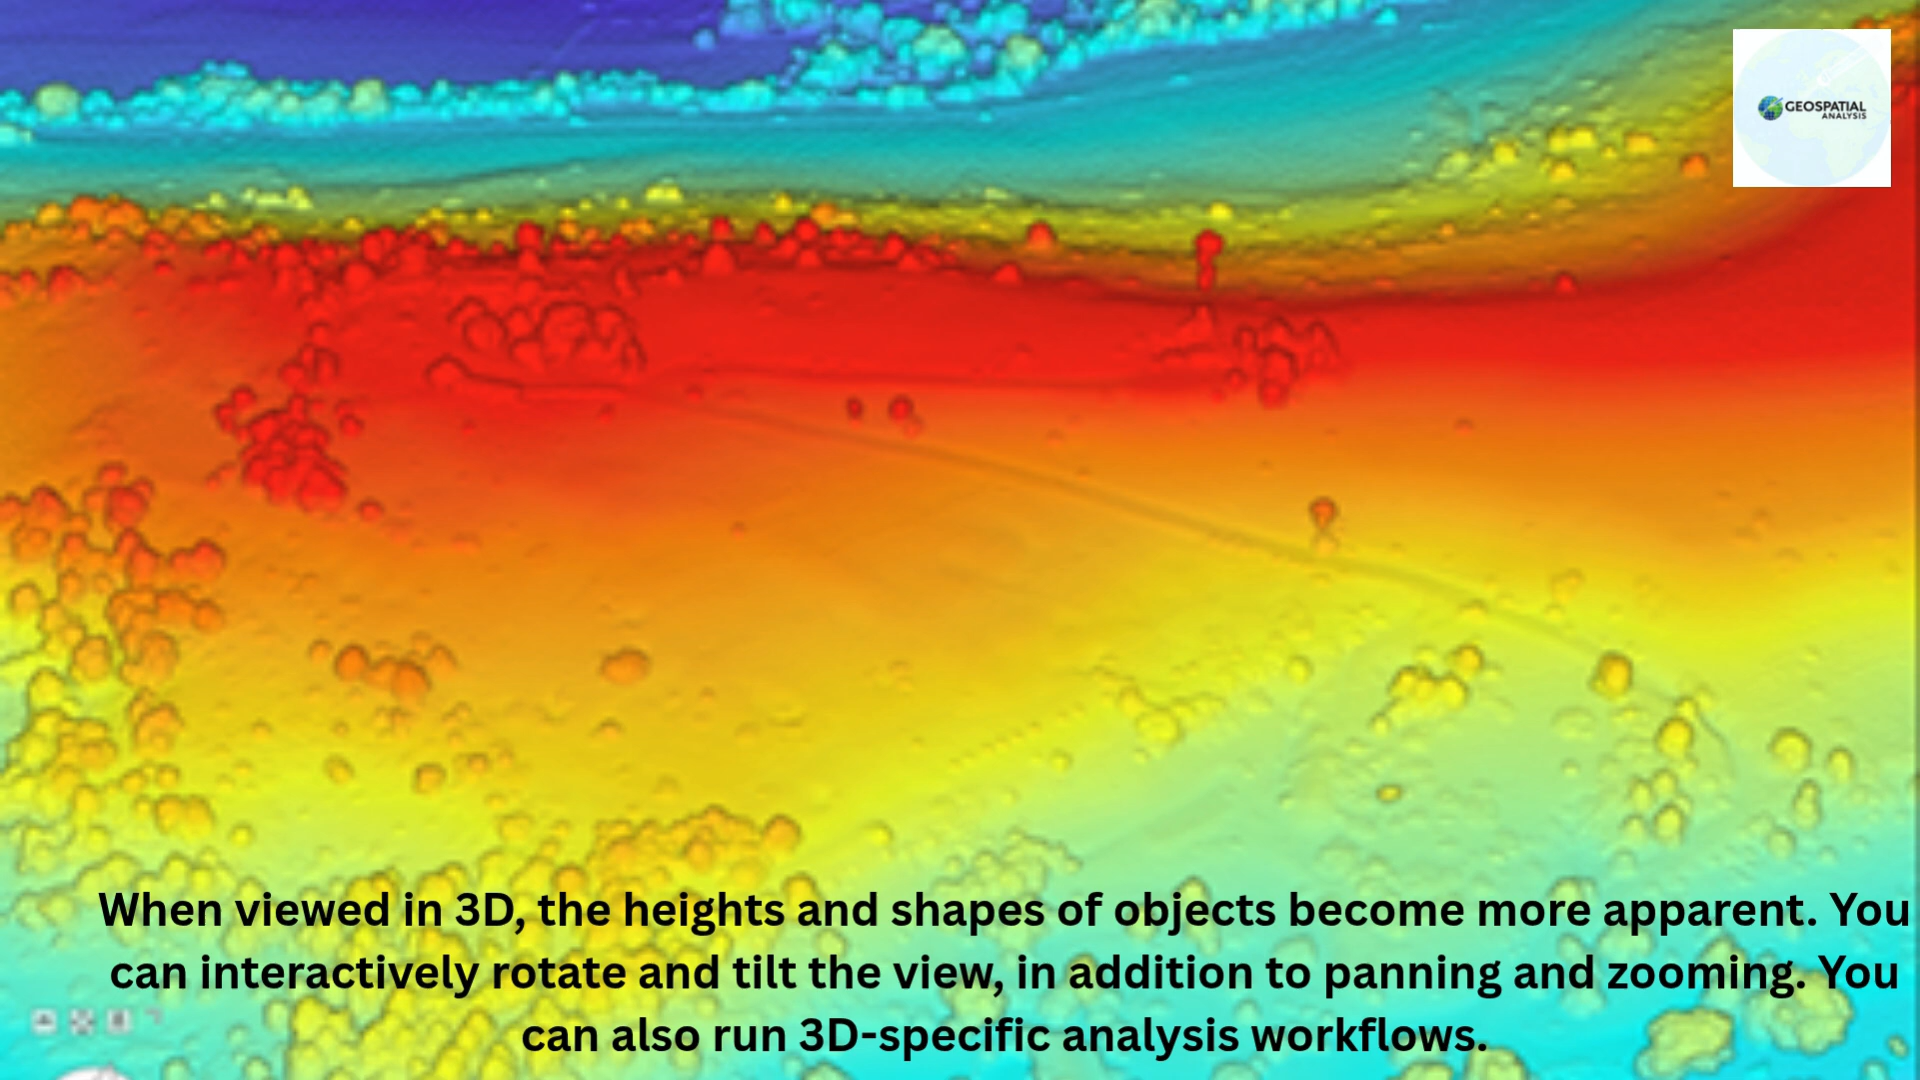 GEOSPATIAL
ANALYSIS
When viewed in 3D, the heights and shapes of objects become more apparent. You
can interactively rotate and tilt the view, in addition to panning and zooming. You
can also run 3D-specific analysis workflows.